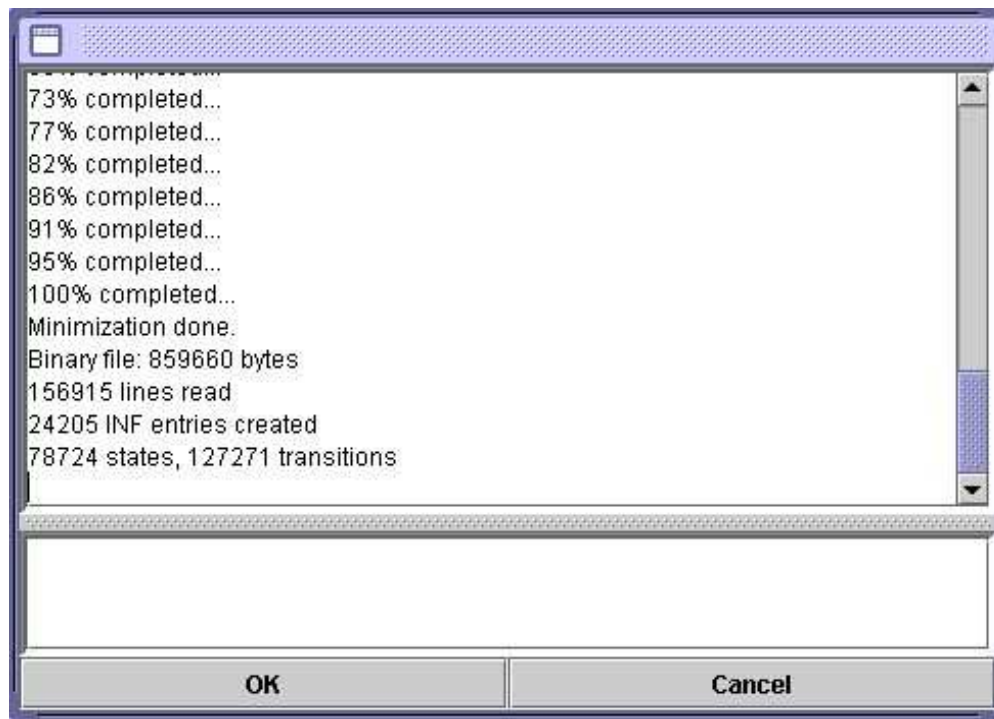 73% completed...
77% completed...
82% completed...
86% completed...
91% completed...
95% completed...
100% completed...
Minimization done.
Binary file: 859660 bytes
156915 lines read
24205 INF entries created
78724 states, 127271 transitions
OK
Cancel